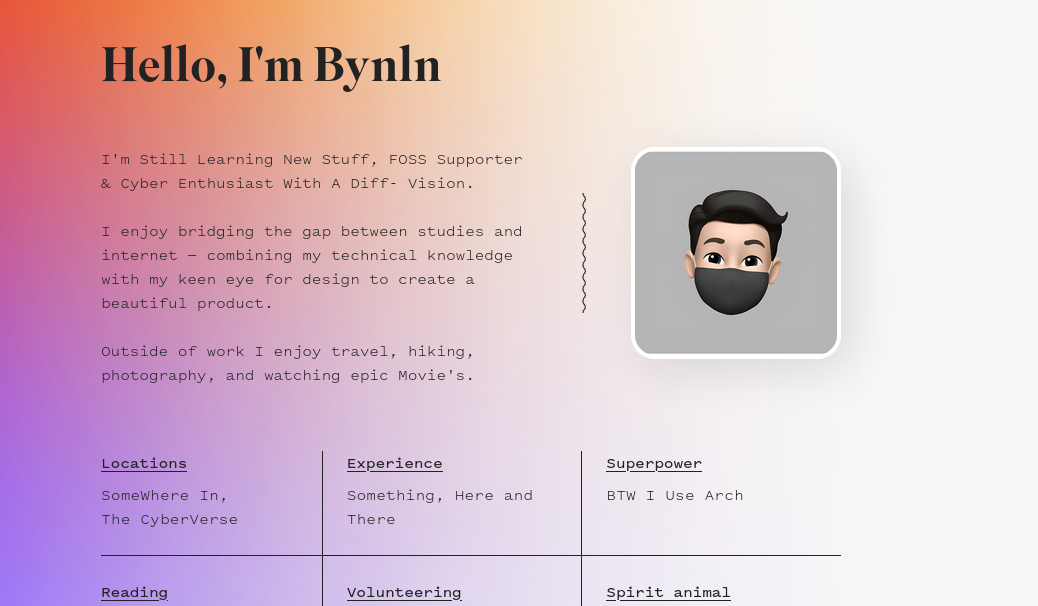 Hello, I'm Bynln
I'm Still Learning New Stuff, FOSS Supporter
& Cyber Enthusiast With A Diff- Vision.
I enjoy bridging the gap between studies and
internet — combining my technical knowledge
with my keen eye for design to create a
beautiful product.
Outside of work I enjoy travel, hiking,
photography, and watching epic Movie's.
Locations
SomeWhere In,
The CyberVerse
Experience
Something, Here and
There
Superpower
BTW I Use Arch
Reading
Volunteering
Spirit animal